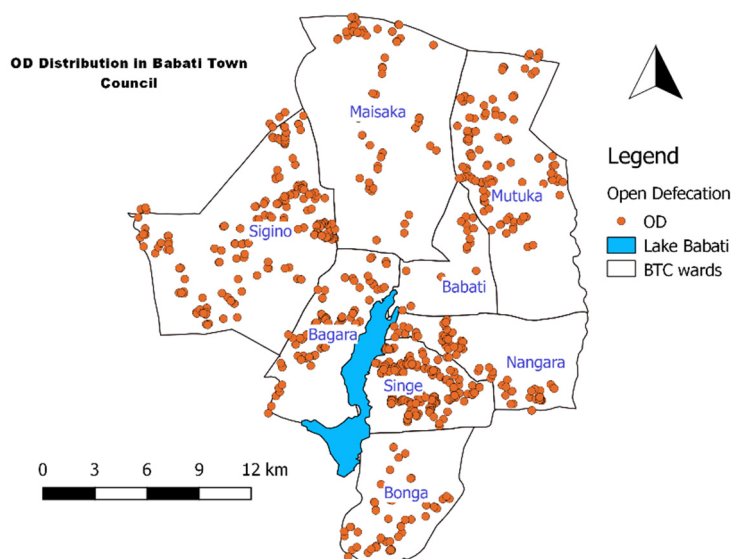 OD Distribution in Babati Town
Council
Maisaka
Mutuka
Sigino
Babati
Bagara
Nangara
Singe
Bonga
Legend
Open Defecation
OD
Lake Babati
BTC wards
0 3 6 9 12 km